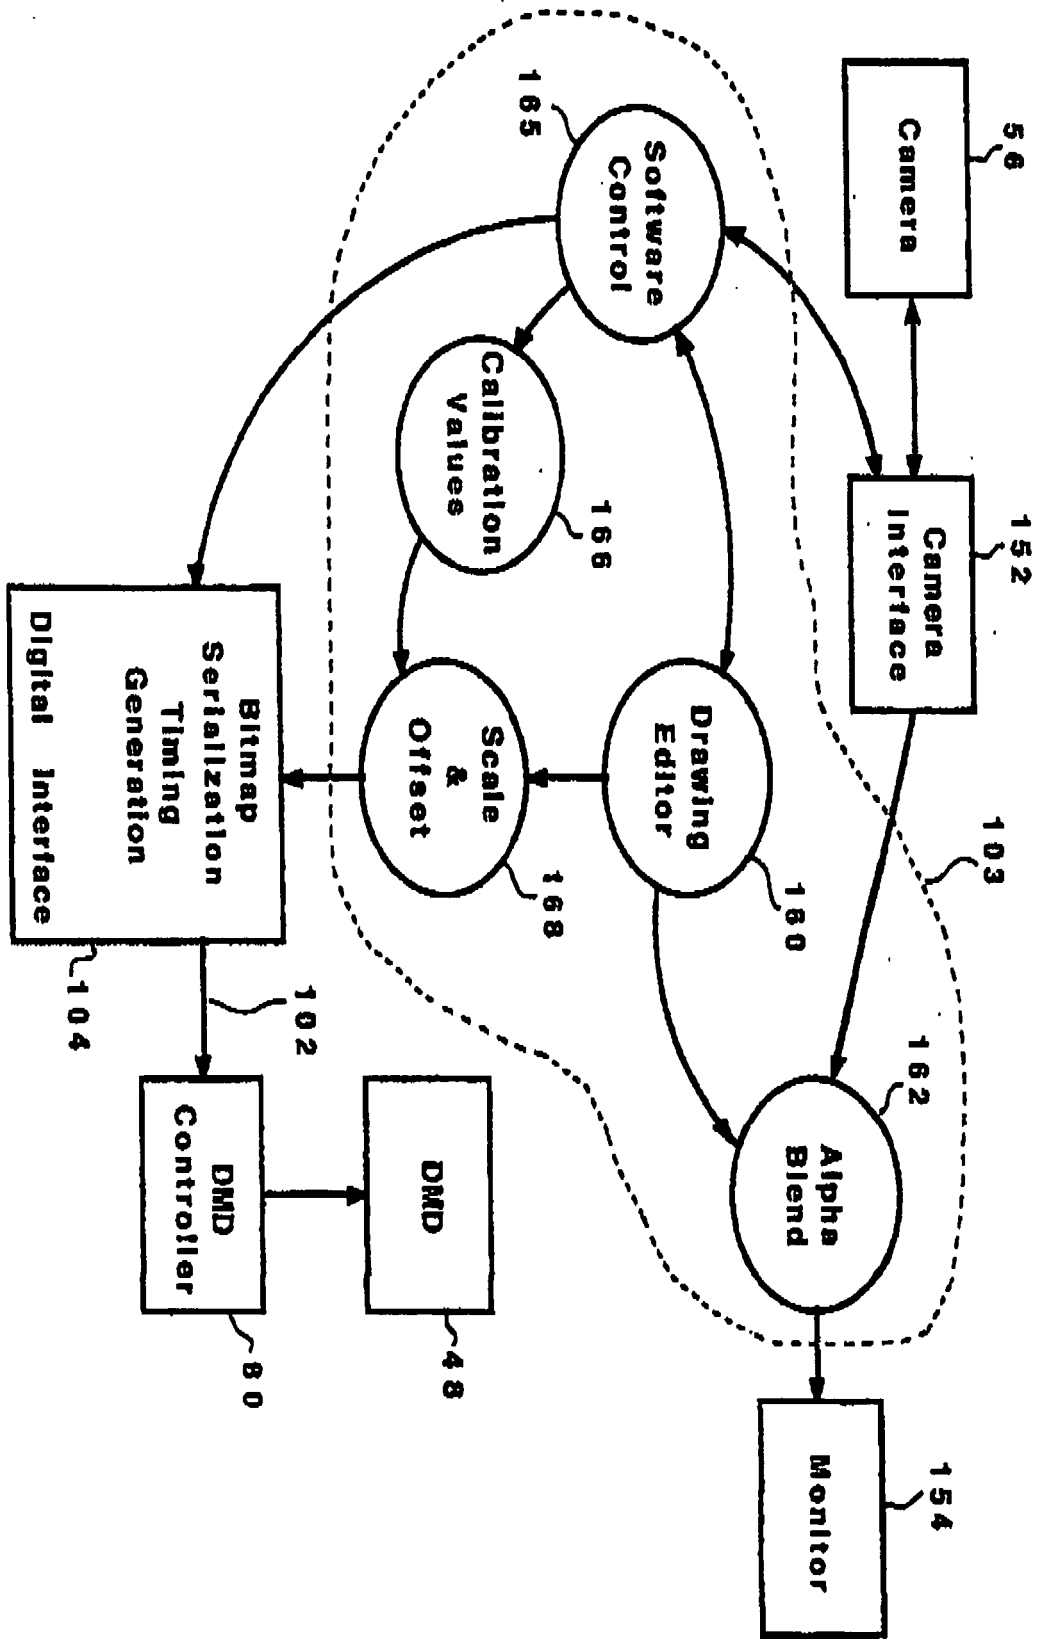 56
Camera
152
Camera
Interface
103
162
Alpha
Blend
154
Monitor
165
Software
Control
Calibration
Values
166
Drawing
Editor
160
Scale
&
Offset
168
Bitmap
Serialization
Timing
Generation
Digital Interface
104
102
DMD
Controller
80
DMD
48